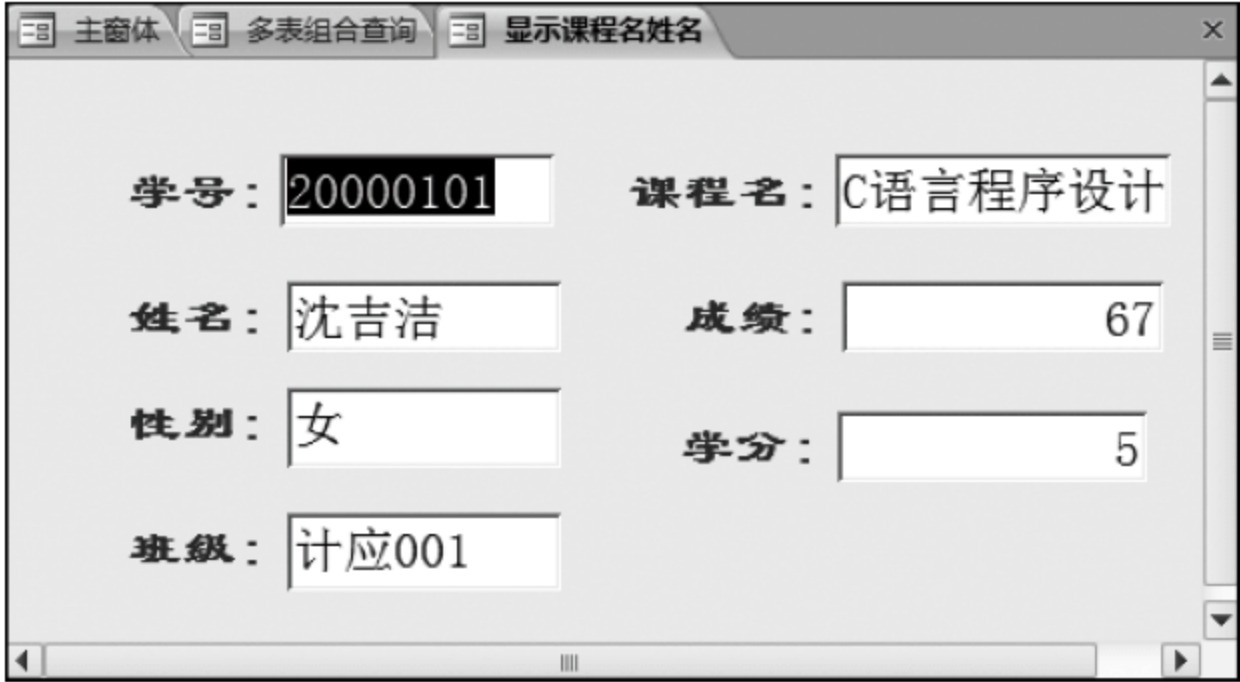 主窗体 多表组合查询 显示课程名姓名
学号: 20000101 课程名: C语言程序设计
姓名: 沈吉洁 成绩: 67
性别: 女 学分: 5
班级: 计应001